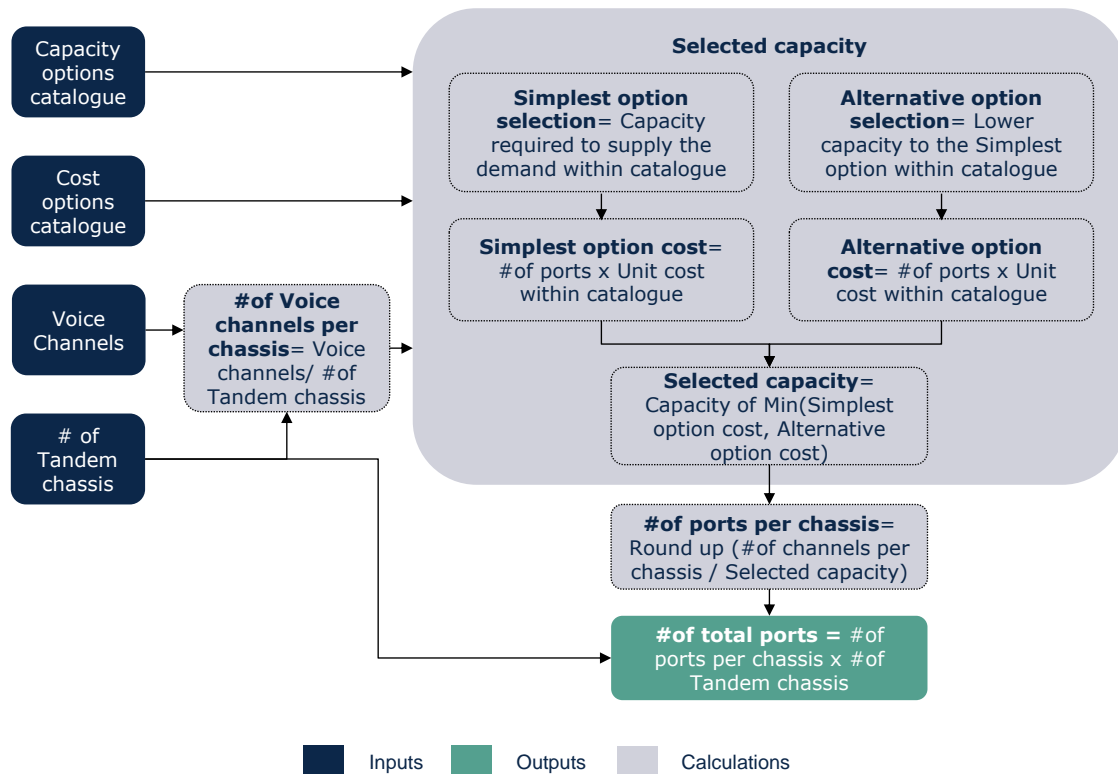 Capacity
options
catalogue
Cost
options
catalogue
Voice
Channels
# of
Tandem
chassis
#of Voice
channels per
chassis= Voice
channels/ #of
Tandem chassis
Selected capacity
Simplest option
selection= Capacity
required to supply the
demand within catalogue
Alternative option
selection= Lower
capacity to the Simplest
option within catalogue
Simplest option cost=
#of ports x Unit cost
within catalogue
Alternative option
cost= #of ports x Unit
cost within catalogue
Selected capacity=
Capacity of Min(Simplest
option cost, Alternative
option cost)
#of ports per chassis=
Round up (#of channels per
chassis / Selected capacity)
#of total ports = #of
ports per chassis x #of
Tandem chassis
Inputs
Outputs
Calculations